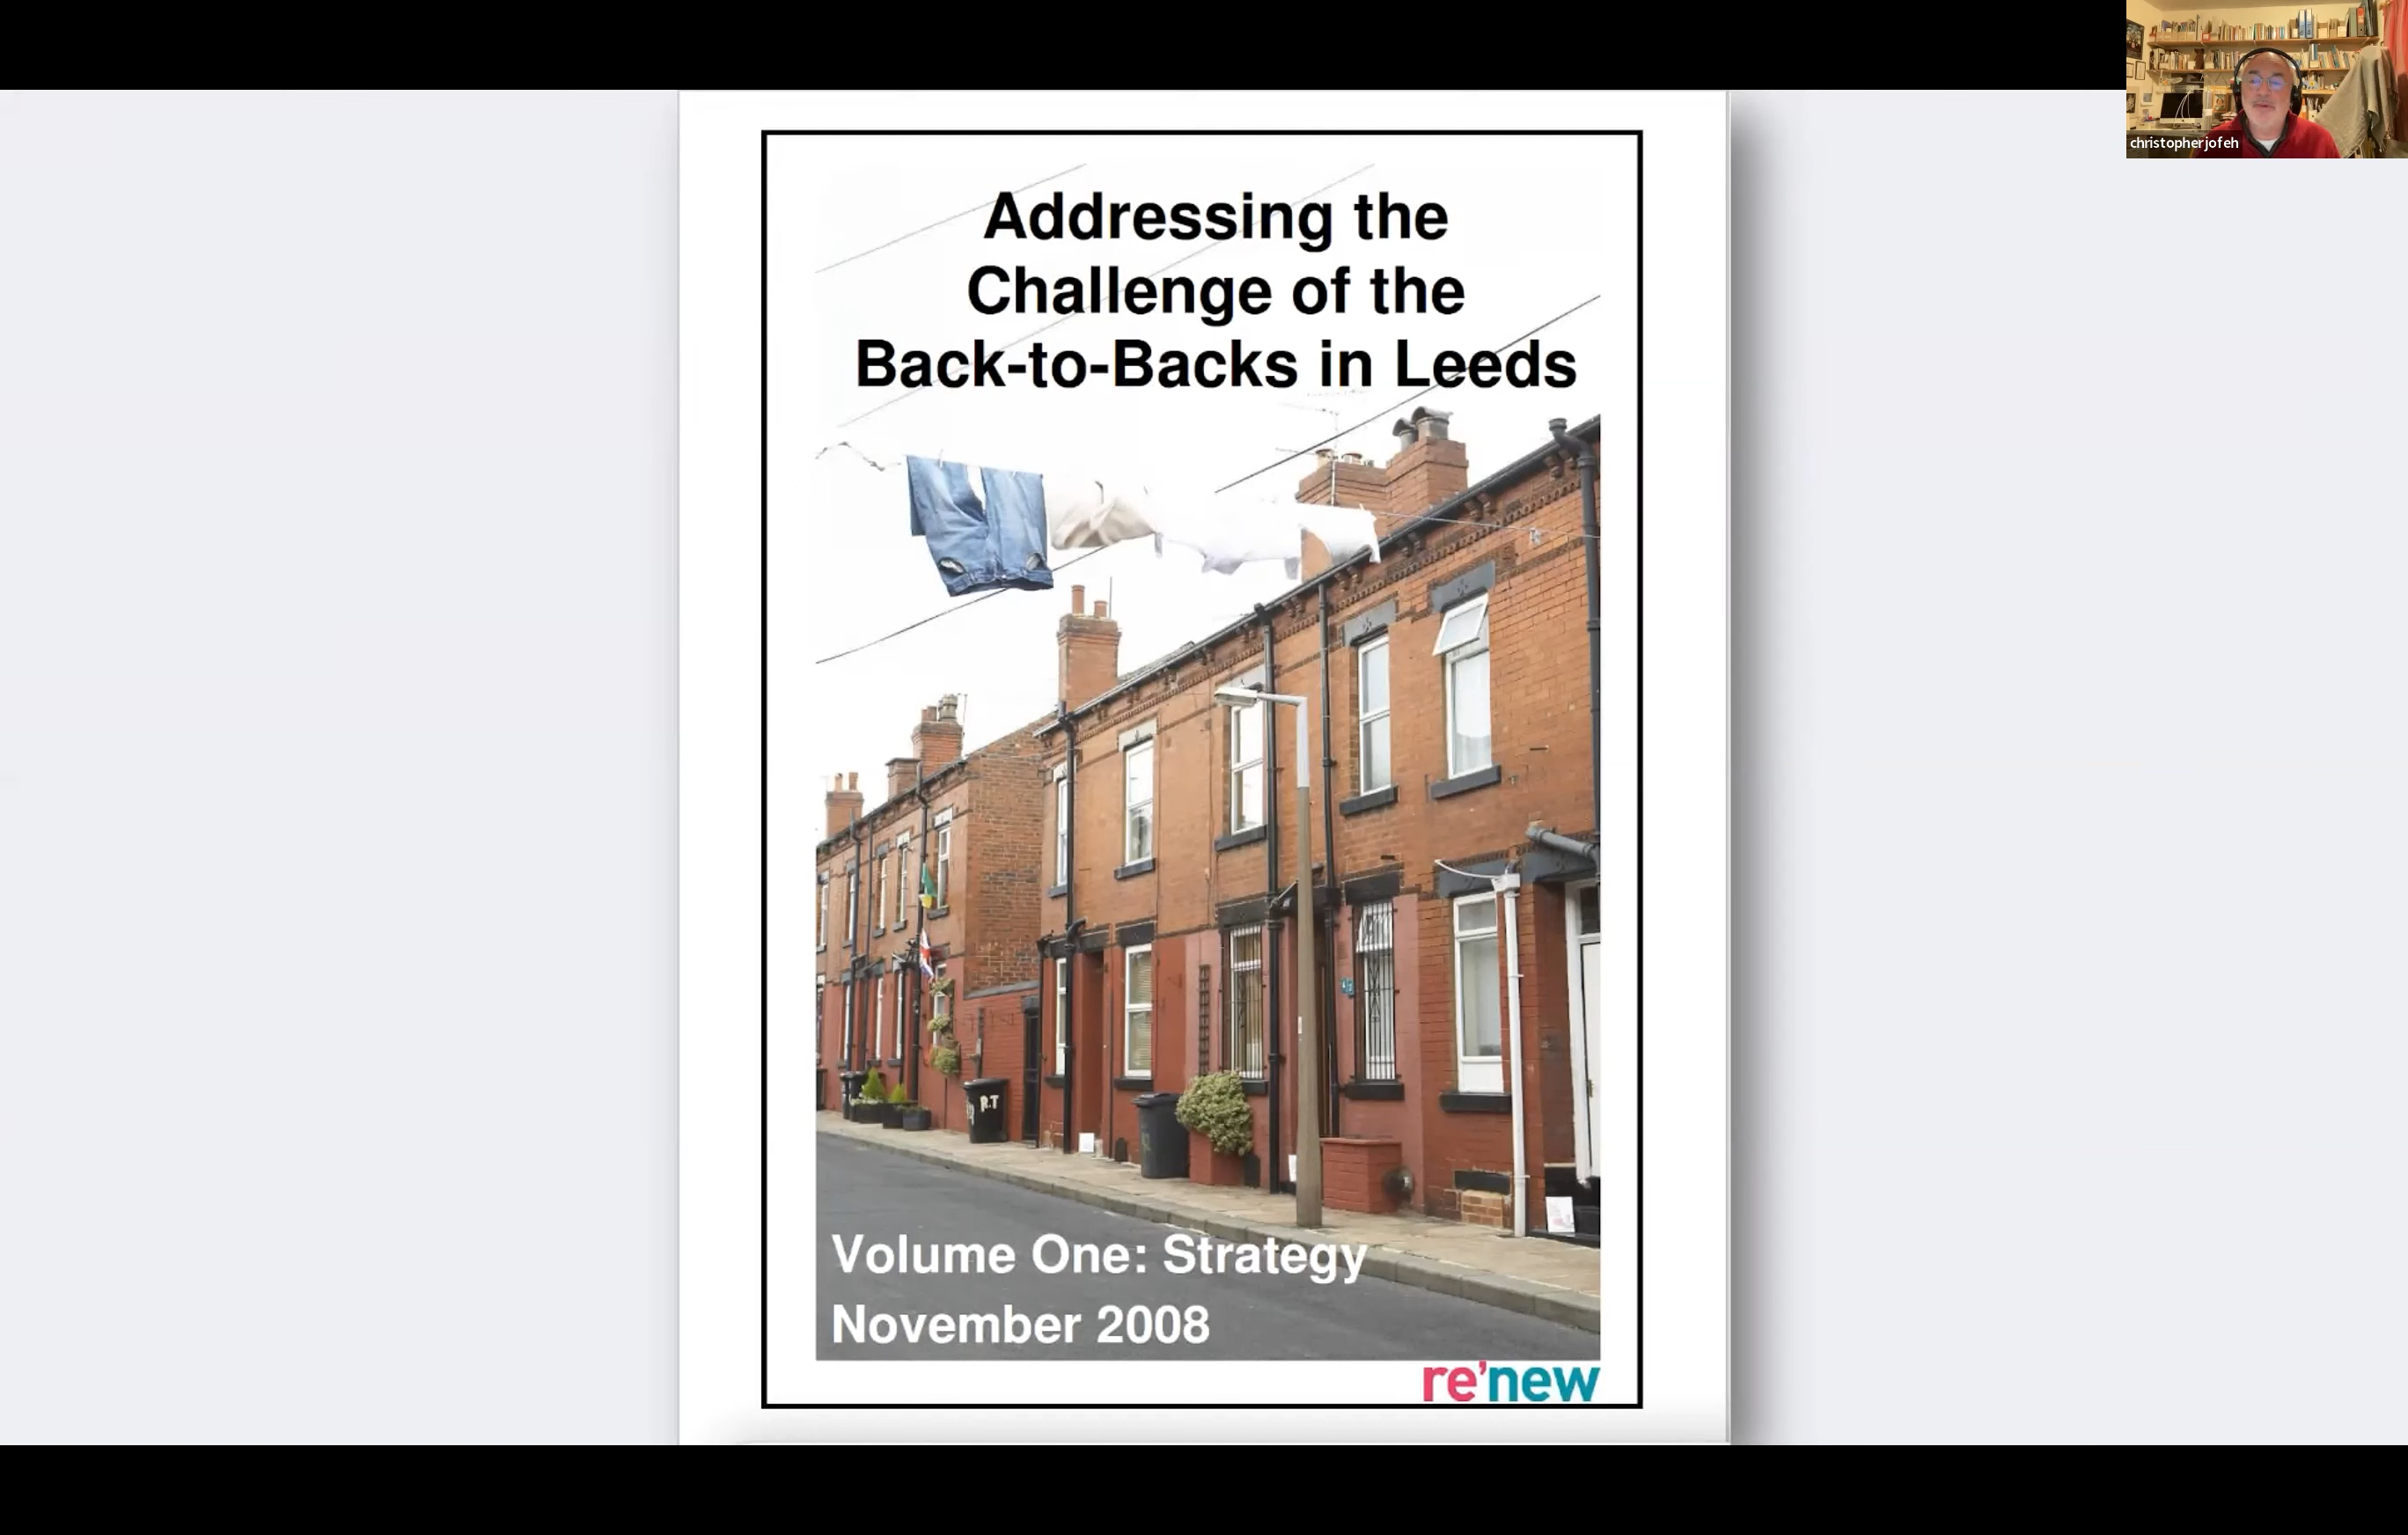 christopherjofeh
Addressing the
Challenge of the
Back-to-Backs in Leeds
R.T
Volume One: Strategy
November 2008
re'new